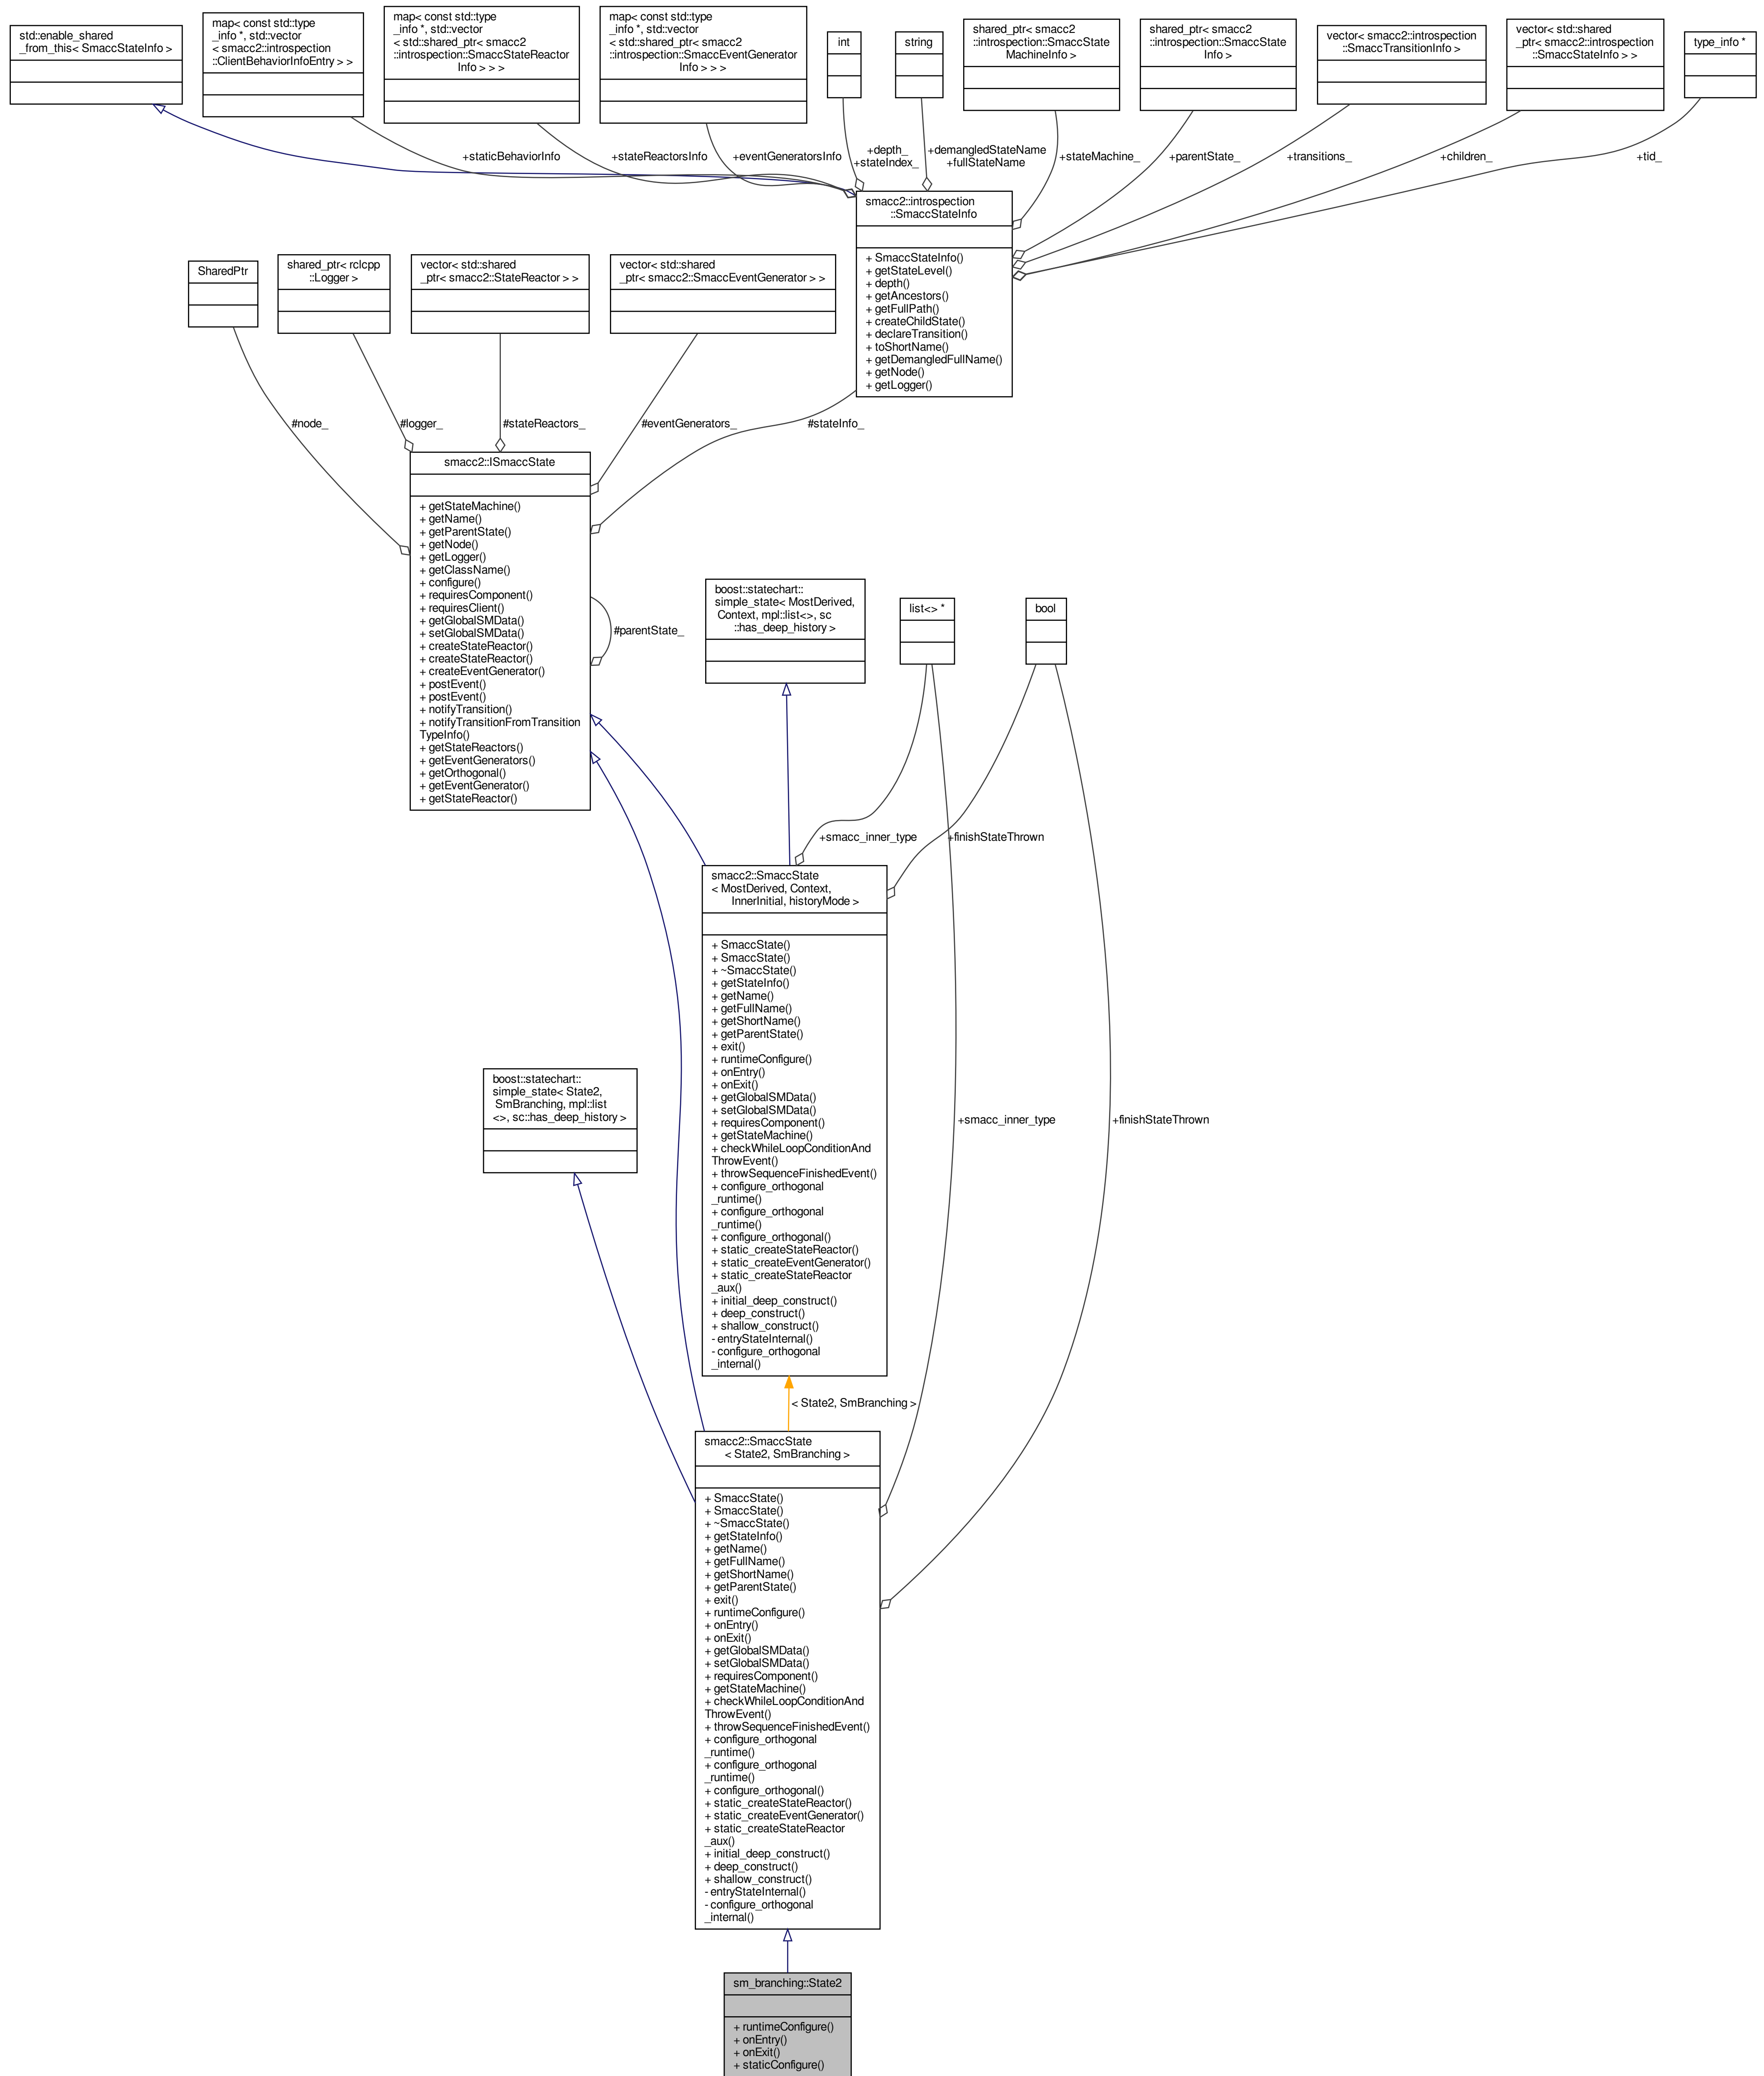 std::enable_shared
_from_this< SmaccStateInfo >
map< const std::type
_info *, std::vector
< smacc2::introspection
::ClientBehaviorInfoEntry > >
map< const std::type
_info *, std::vector
< std::shared_ptr< smacc2
::introspection::SmaccStateReactor
Info > > >
map< const std::type
_info *, std::vector
< std::shared_ptr< smacc2
::introspection::SmaccEventGenerator
Info > > >
int
string
shared_ptr< smacc2
::introspection::SmaccState
MachineInfo >
shared_ptr< smacc2
::introspection::SmaccState
Info >
vector< smacc2::introspection
::SmaccTransitionInfo >
vector< std::shared
_ptr< smacc2::introspection
::SmaccStateInfo > >
type_info *
+staticBehaviorInfo
+stateReactorsInfo
+eventGeneratorsInfo
+depth_
+stateIndex_
+demangledStateName
+fullStateName
+stateMachine_
+parentState_
+transitions_
+children_
+tid_
smacc2::introspection
::SmaccStateInfo
+ SmaccStateInfo()
+ getStateLevel()
+ depth()
+ getAncestors()
+ getFullPath()
+ createChildState()
+ declareTransition()
+ toShortName()
+ getDemangledFullName()
+ getNode()
+ getLogger()
SharedPtr
shared_ptr< rclcpp
::Logger >
vector< std::shared
_ptr< smacc2::StateReactor > >
vector< std::shared
_ptr< smacc2::SmaccEventGenerator > >
#node_
#logger_
#stateReactors_
#eventGenerators_
#stateInfo_
smacc2::ISmaccState
+ getStateMachine()
+ getName()
+ getParentState()
+ getNode()
+ getLogger()
+ getClassName()
+ configure()
+ requiresComponent()
+ requiresClient()
+ getGlobalSMData()
+ setGlobalSMData()
+ createStateReactor()
+ createStateReactor()
+ createEventGenerator()
+ postEvent()
+ postEvent()
+ notifyTransition()
+ notifyTransitionFromTransition
TypeInfo()
+ getStateReactors()
+ getEventGenerators()
+ getOrthogonal()
+ getEventGenerator()
+ getStateReactor()
#parentState_
boost::statechart::
simple_state< MostDerived,
Context, mpl::list<>, sc
::has_deep_history >
list<> *
bool
+smacc_inner_type
+finishStateThrown
smacc2::SmaccState
< MostDerived, Context,
InnerInitial, historyMode >
+ SmaccState()
+ SmaccState()
+ ~SmaccState()
+ getStateInfo()
+ getName()
+ getFullName()
+ getShortName()
+ getParentState()
+ exit()
+ runtimeConfigure()
+ onEntry()
+ onExit()
+ getGlobalSMData()
+ setGlobalSMData()
+ requiresComponent()
+ getStateMachine()
+ checkWhileLoopConditionAnd
ThrowEvent()
+ throwSequenceFinishedEvent()
+ configure_orthogonal
_runtime()
+ configure_orthogonal
_runtime()
+ configure_orthogonal()
+ static_createStateReactor()
+ static_createEventGenerator()
+ static_createStateReactor
_aux()
+ initial_deep_construct()
+ deep_construct()
+ shallow_construct()
- entryStateInternal()
- configure_orthogonal
_internal()
boost::statechart::
simple_state< State2,
SmBranching, mpl::list
<>, sc::has_deep_history >
+smacc_inner_type
+finishStateThrown
< State2, SmBranching >
smacc2::SmaccState
< State2, SmBranching >
+ SmaccState()
+ SmaccState()
+ ~SmaccState()
+ getStateInfo()
+ getName()
+ getFullName()
+ getShortName()
+ getParentState()
+ exit()
+ runtimeConfigure()
+ onEntry()
+ onExit()
+ getGlobalSMData()
+ setGlobalSMData()
+ requiresComponent()
+ getStateMachine()
+ checkWhileLoopConditionAnd
ThrowEvent()
+ throwSequenceFinishedEvent()
+ configure_orthogonal
_runtime()
+ configure_orthogonal
_runtime()
+ configure_orthogonal()
+ static_createStateReactor()
+ static_createEventGenerator()
+ static_createStateReactor
_aux()
+ initial_deep_construct()
+ deep_construct()
+ shallow_construct()
- entryStateInternal()
- configure_orthogonal
_internal()
sm_branching::State2
+ runtimeConfigure()
+ onEntry()
+ onExit()
+ staticConfigure()